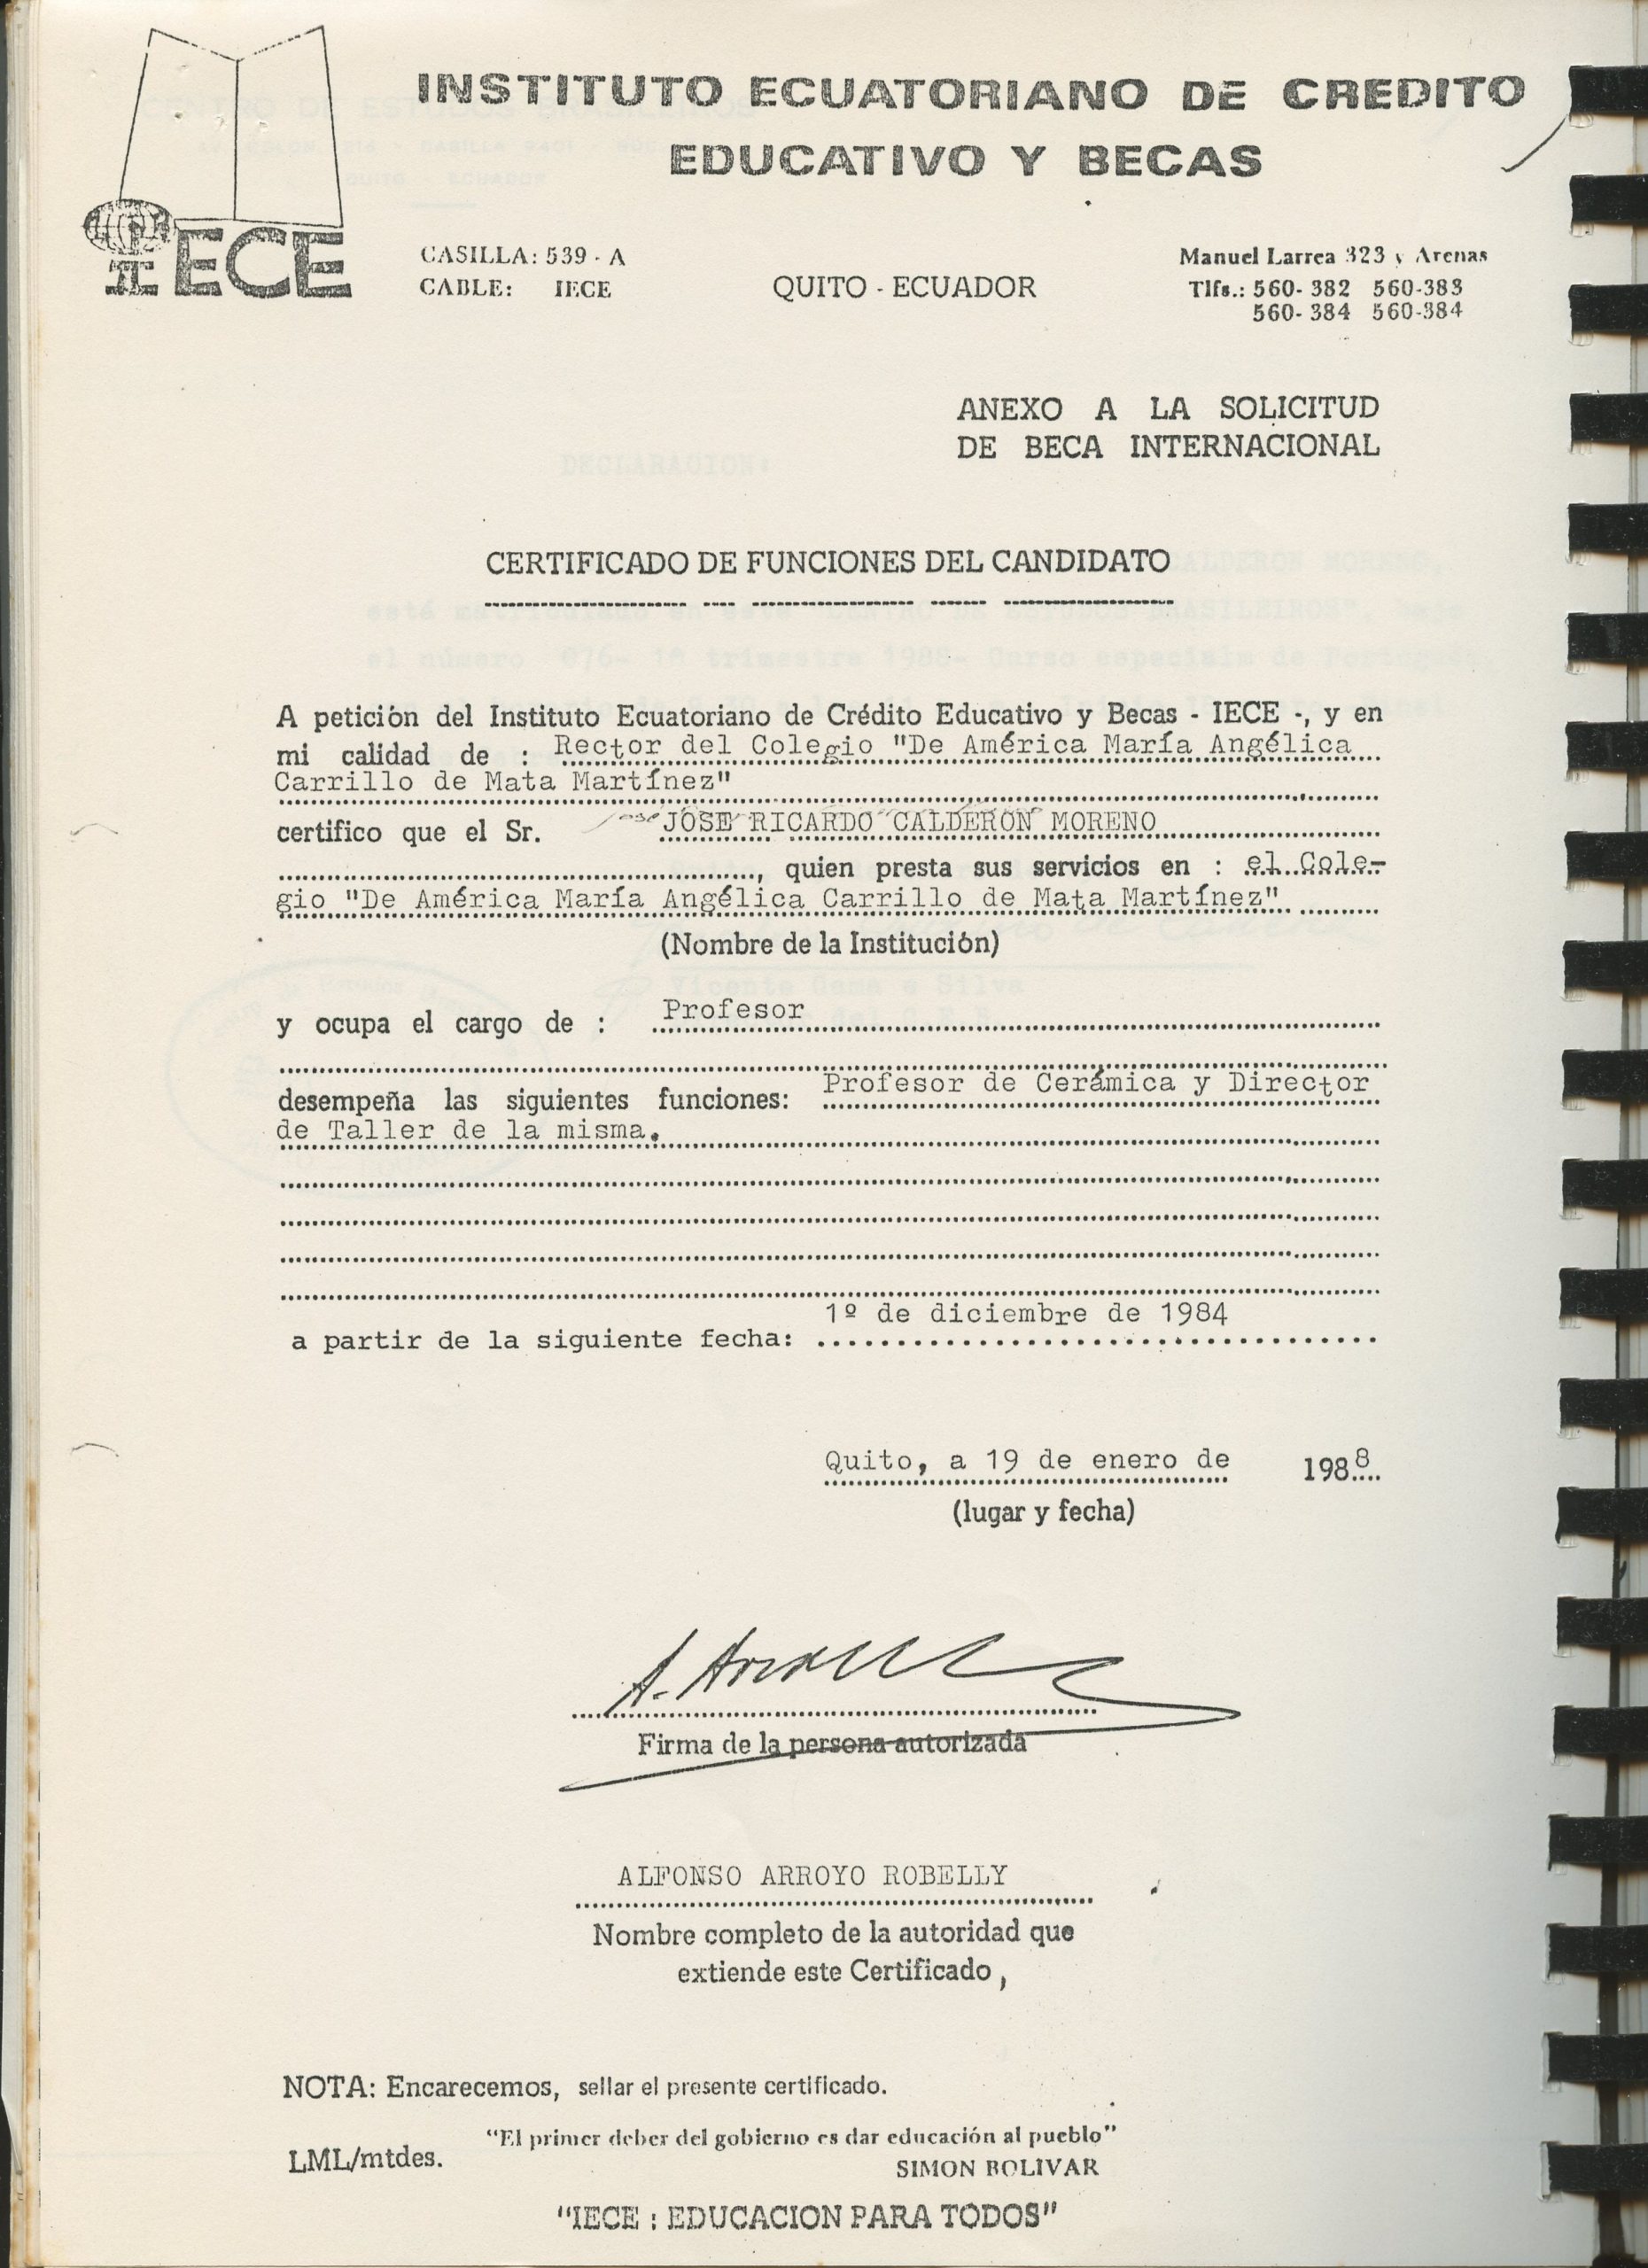 INSTITUTO ECUATORIANO DE CREDITO
EDUCATIVO Y BECAS
IECE
CASILLA: 539 - A
CABLE: IECE
QUITO - ECUADOR
Manuel Larrea 323 y Arenas
Tlfs.: 560- 382 560-383
560- 384 560-384
ANEXO A LA SOLICITUD
DE BECA INTERNACIONAL
CERTIFICADO DE FUNCIONES DEL CANDIDATO
A petición del Instituto Ecuatoriano de Crédito Educativo y Becas - IECE -, y en
mi calidad de : Rector del Colegio "De América María Angélica
Carrillo de Mata Martínez"
certifico que el Sr. JOSE RICARDO CALDERON MORENO
, quien presta sus servicios en : el Cole-
gio "De América María Angélica Carrillo de Mata Martínez"
(Nombre de la Institución)
y ocupa el cargo de : Profesor
desempeña las siguientes funciones: Profesor de Cerámica y Director
de Taller de la misma.
a partir de la siguiente fecha: 1º de diciembre de 1984
Quito, a 19 de enero de 1988
(lugar y fecha)
Firma de la persona autorizada
ALFONSO ARROYO ROBELLY
Nombre completo de la autoridad que
extiende este Certificado,
NOTA: Encarecemos, sellar el presente certificado.
"El primer deber del gobierno es dar educación al pueblo"
LML/mtdes.
SIMON BOLIVAR
"IECE : EDUCACION PARA TODOS"